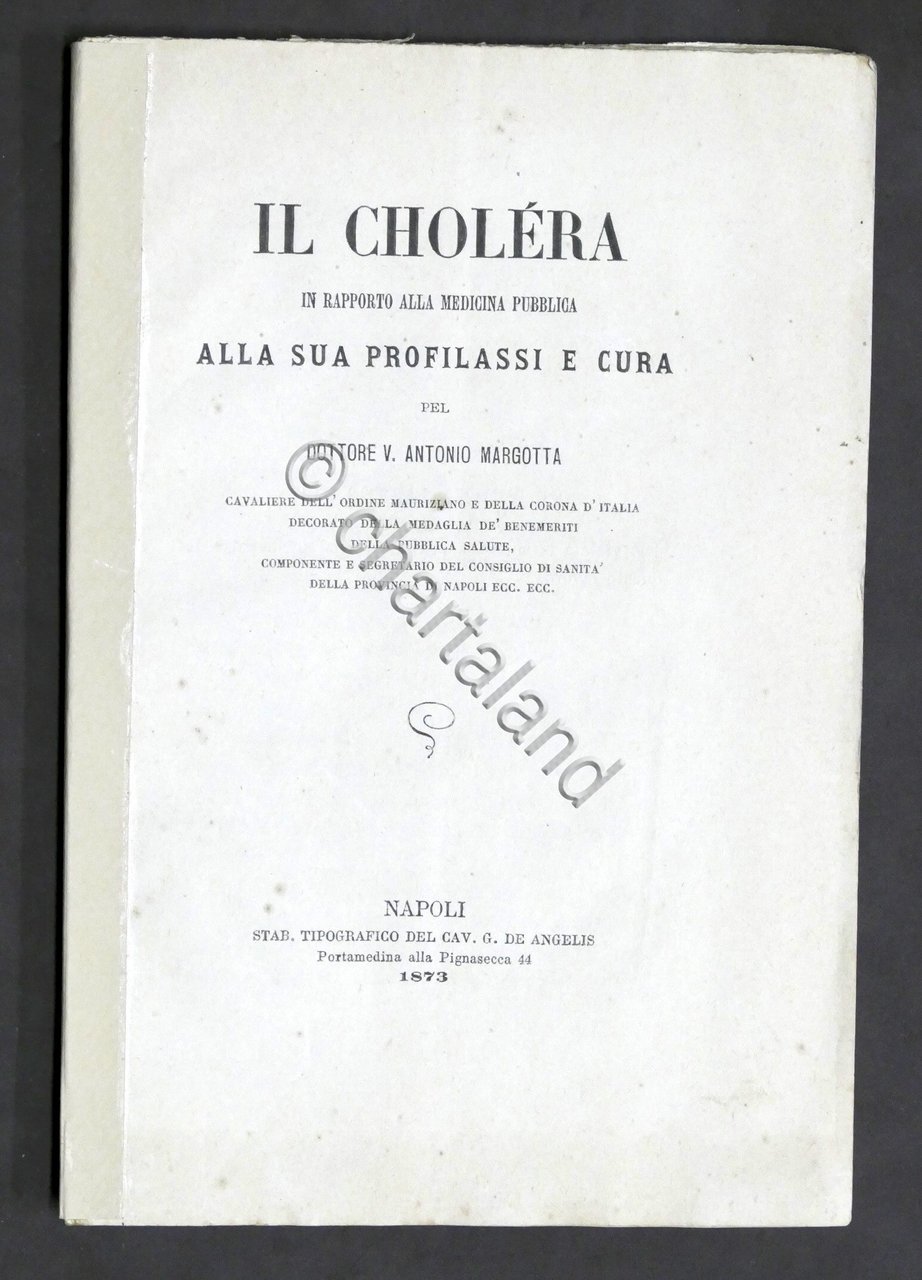 IL CHOLÉRA
IN RAPPORTO ALLA MEDICINA PUBBLICA
ALLA SUA PROFILASSI E CURA
PEL
DOTTORE V. ANTONIO MARGOTTA
CAVALIERE DELL' ORDINE MAURIZIANO E DELLA CORONA D' ITALIA
DECORATO DELLA MEDAGLIA DE' BENEMERITI
DELLA PUBBLICA SALUTE,
COMPONENTE E SEGRETARIO DEL CONSIGLIO DI SANITA'
DELLA PROVINCIA DI NAPOLI ECC. ECC.
© chartaland
NAPOLI
STAB. TIPOGRAFICO DEL CAV. G. DE ANGELIS
Portamedina alla Pignasecca 44
1873